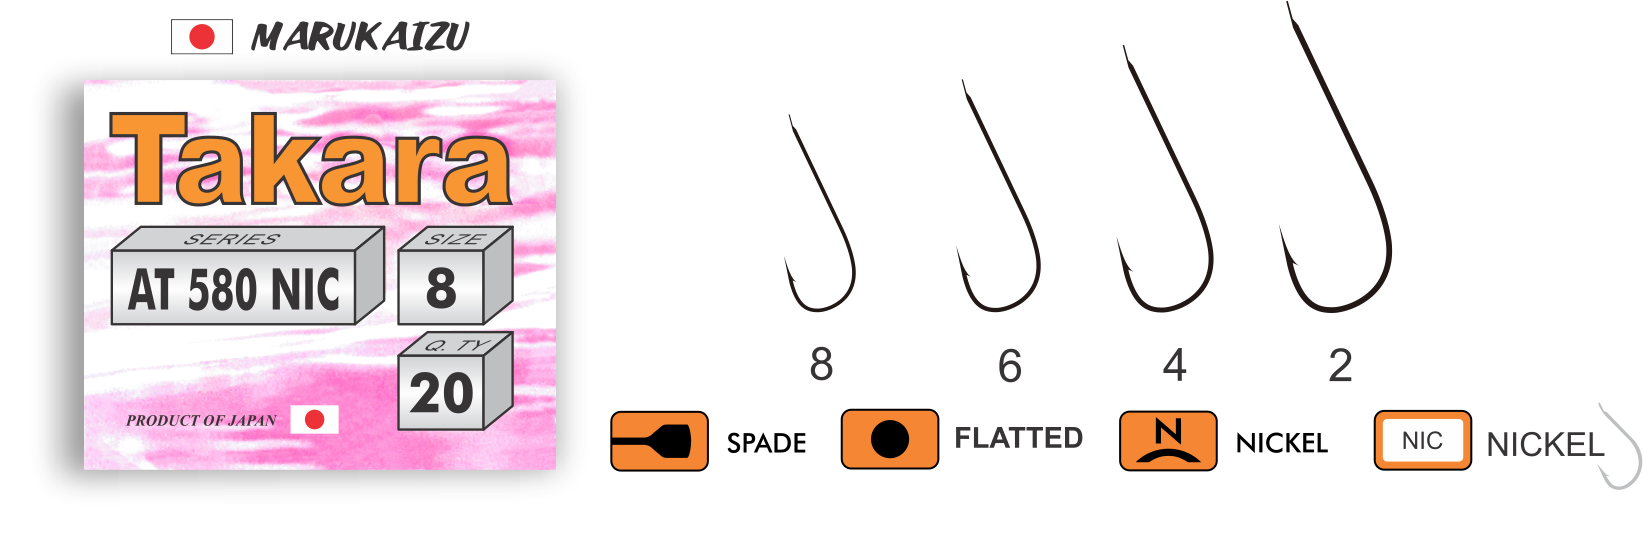 MARUKAIZU
Takara
SERIES
SIZE
AT 580 NIC
8
Q. TY
20
PRODUCT OF JAPAN
8
6
4
2
SPADE
FLATTED
N
NICKEL
NIC
NICKEL